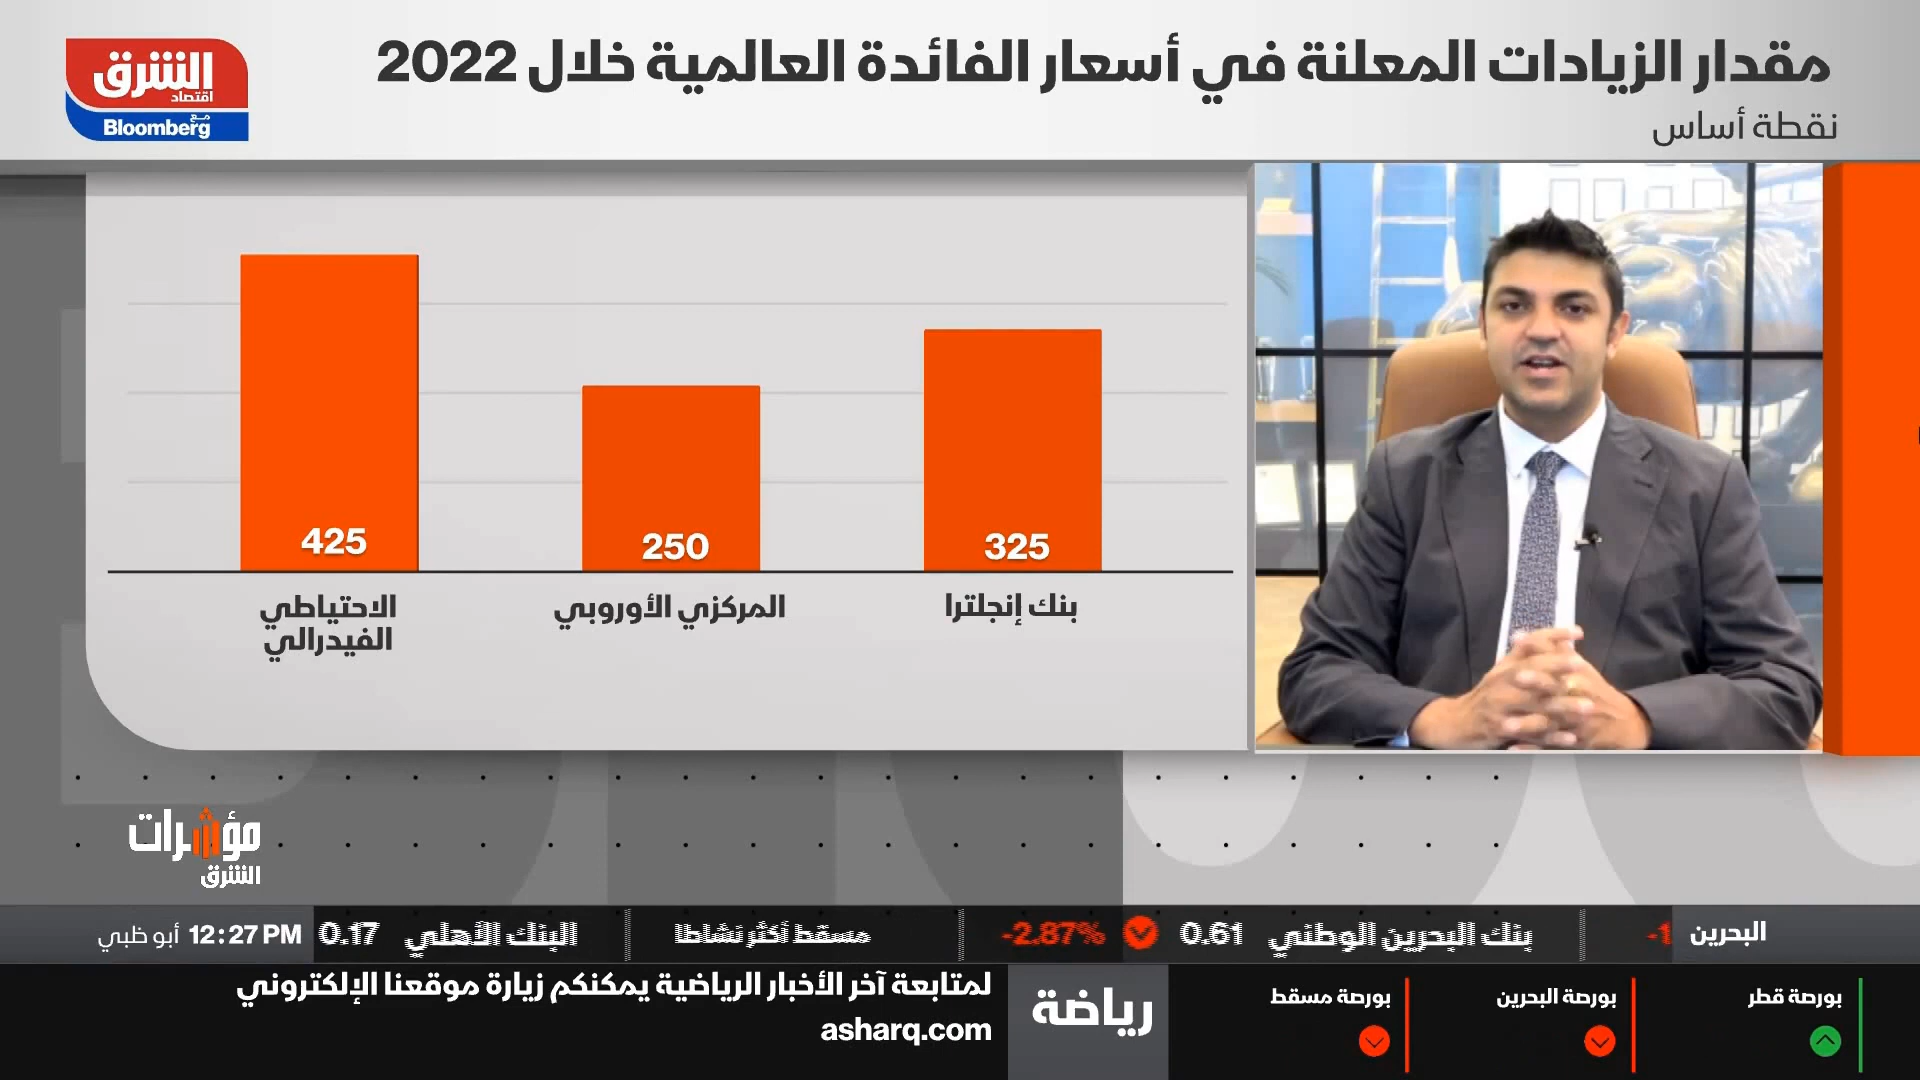 مقدار الزيادات المعلنة في أسعار الفائدة العالمية خلال 2022
نقطة أساس
الشرق
اقتصاد
مع
Bloomberg
425
250
325
الاحتياطي
الفيدرالي
المركزي الأوروبي
بنك إنجلترا
مؤشرات
الشرق
البحرين
-1
بنك البحرين الوطني 0.61 -2.87%
مسقط أكثر نشاطا
البنك الأهلي 0.17
12:27 PM أبو ظبي
بورصة قطر
بورصة البحرين
بورصة مسقط
رياضة
لمتابعة آخر الأخبار الرياضية يمكنكم زيارة موقعنا الإلكتروني
asharq.com